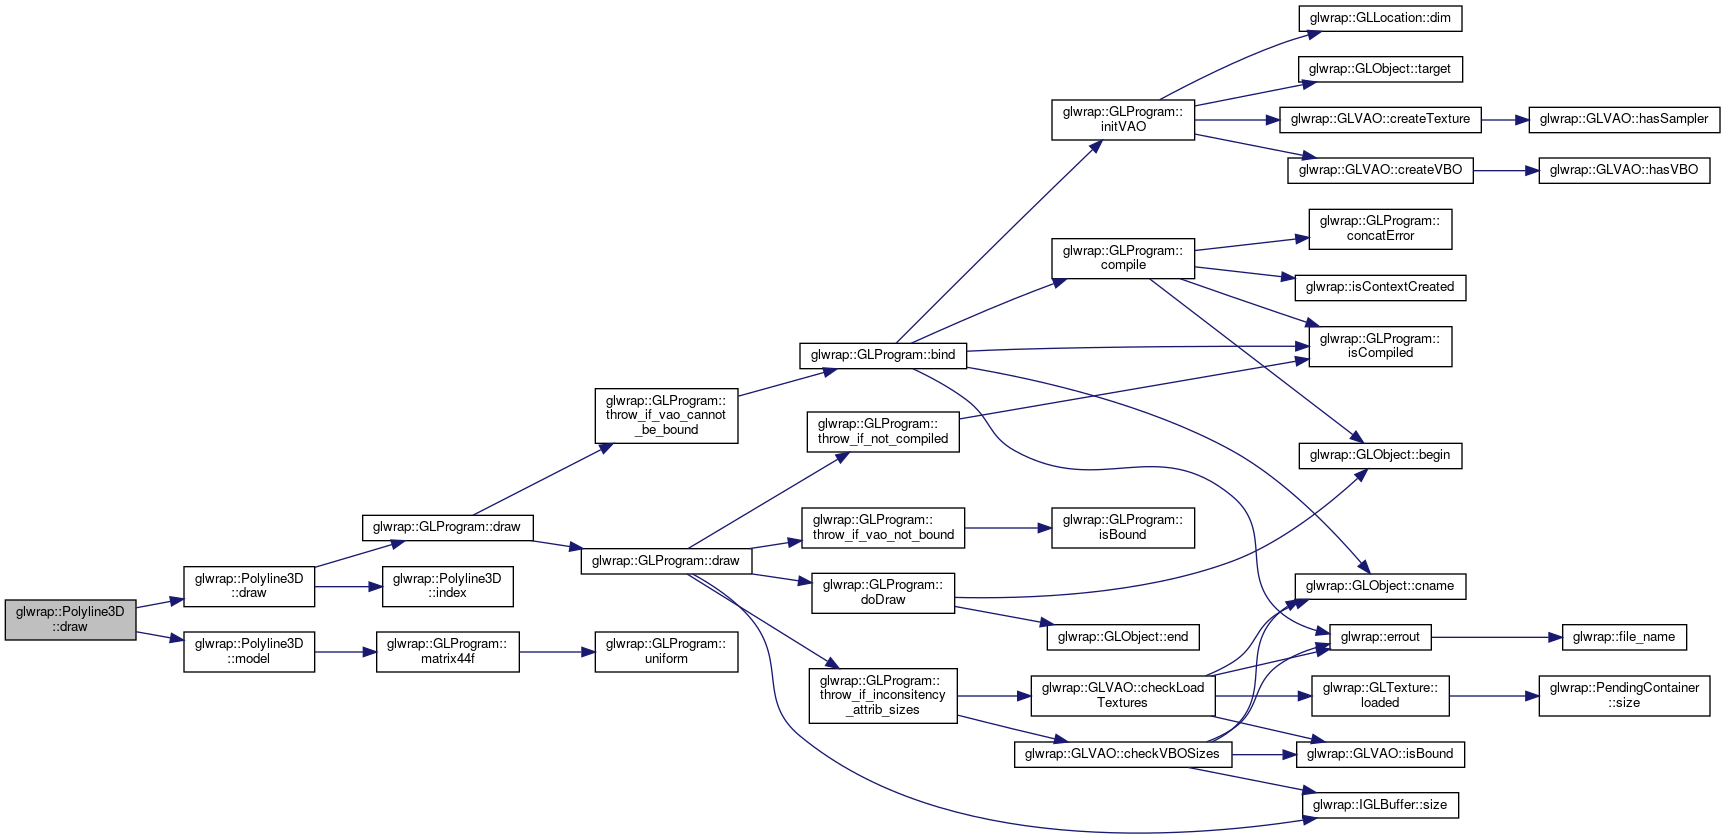 glwrap::Polyline3D
::draw
glwrap::Polyline3D
::draw
glwrap::Polyline3D
::model
glwrap::GLProgram::draw
glwrap::Polyline3D
::index
glwrap::GLProgram::
matrix44f
glwrap::GLProgram::
throw_if_vao_cannot
_be_bound
glwrap::GLProgram::draw
glwrap::GLProgram::
uniform
glwrap::GLProgram::bind
glwrap::GLProgram::
throw_if_not_compiled
glwrap::GLProgram::
throw_if_vao_not_bound
glwrap::GLProgram::
doDraw
glwrap::GLProgram::
throw_if_inconsitency
_attrib_sizes
glwrap::GLProgram::
initVAO
glwrap::GLProgram::
compile
glwrap::GLProgram::
isBound
glwrap::GLObject::end
glwrap::GLVAO::checkLoad
Textures
glwrap::GLVAO::checkVBOSizes
glwrap::GLLocation::dim
glwrap::GLObject::target
glwrap::GLVAO::createTexture
glwrap::GLVAO::createVBO
glwrap::GLProgram::
concatError
glwrap::isContextCreated
glwrap::GLProgram::
isCompiled
glwrap::GLObject::begin
glwrap::GLObject::cname
glwrap::errout
glwrap::GLTexture::
loaded
glwrap::GLVAO::isBound
glwrap::IGLBuffer::size
glwrap::GLVAO::hasSampler
glwrap::GLVAO::hasVBO
glwrap::file_name
glwrap::PendingContainer
::size